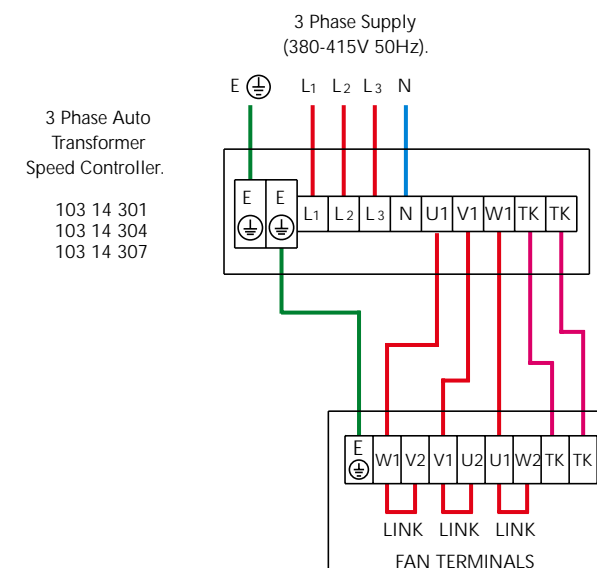 3 Phase Supply
(380-415V 50Hz).
E L1 L2 L3 N
3 Phase Auto
Transformer
Speed Controller.
103 14 301
103 14 304
103 14 307
E E L1 L2 L3 N U1 V1 W1 TK TK
E W1 V2 V1 U2 U1 W2 TK TK
LINK LINK LINK
FAN TERMINALS